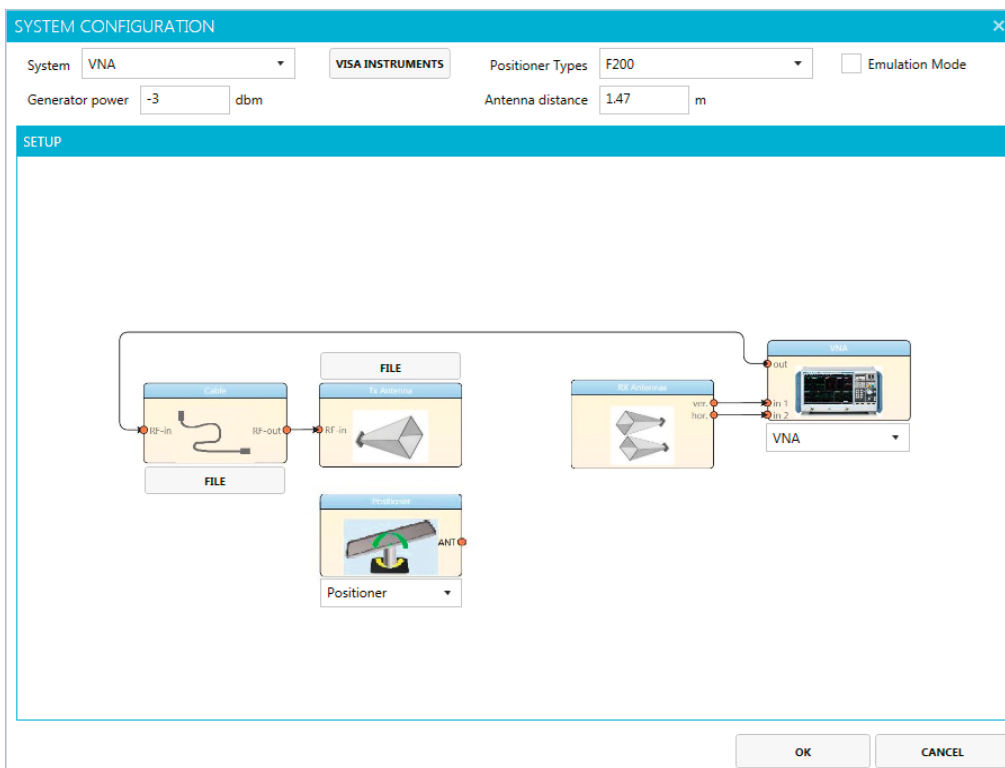 SYSTEM CONFIGURATION
System VNA VISA INSTRUMENTS Positioner Types F200 Emulation Mode
Generator power -3 dbm Antenna distance 1.47 m
SETUP
VNA
out
FILE
Cable Tx Antenna RX Antennas
ver. in 1
hor. in 2
RF-in RF-out RF-in
VNA
FILE
Positioner
ANT
Positioner
OK CANCEL